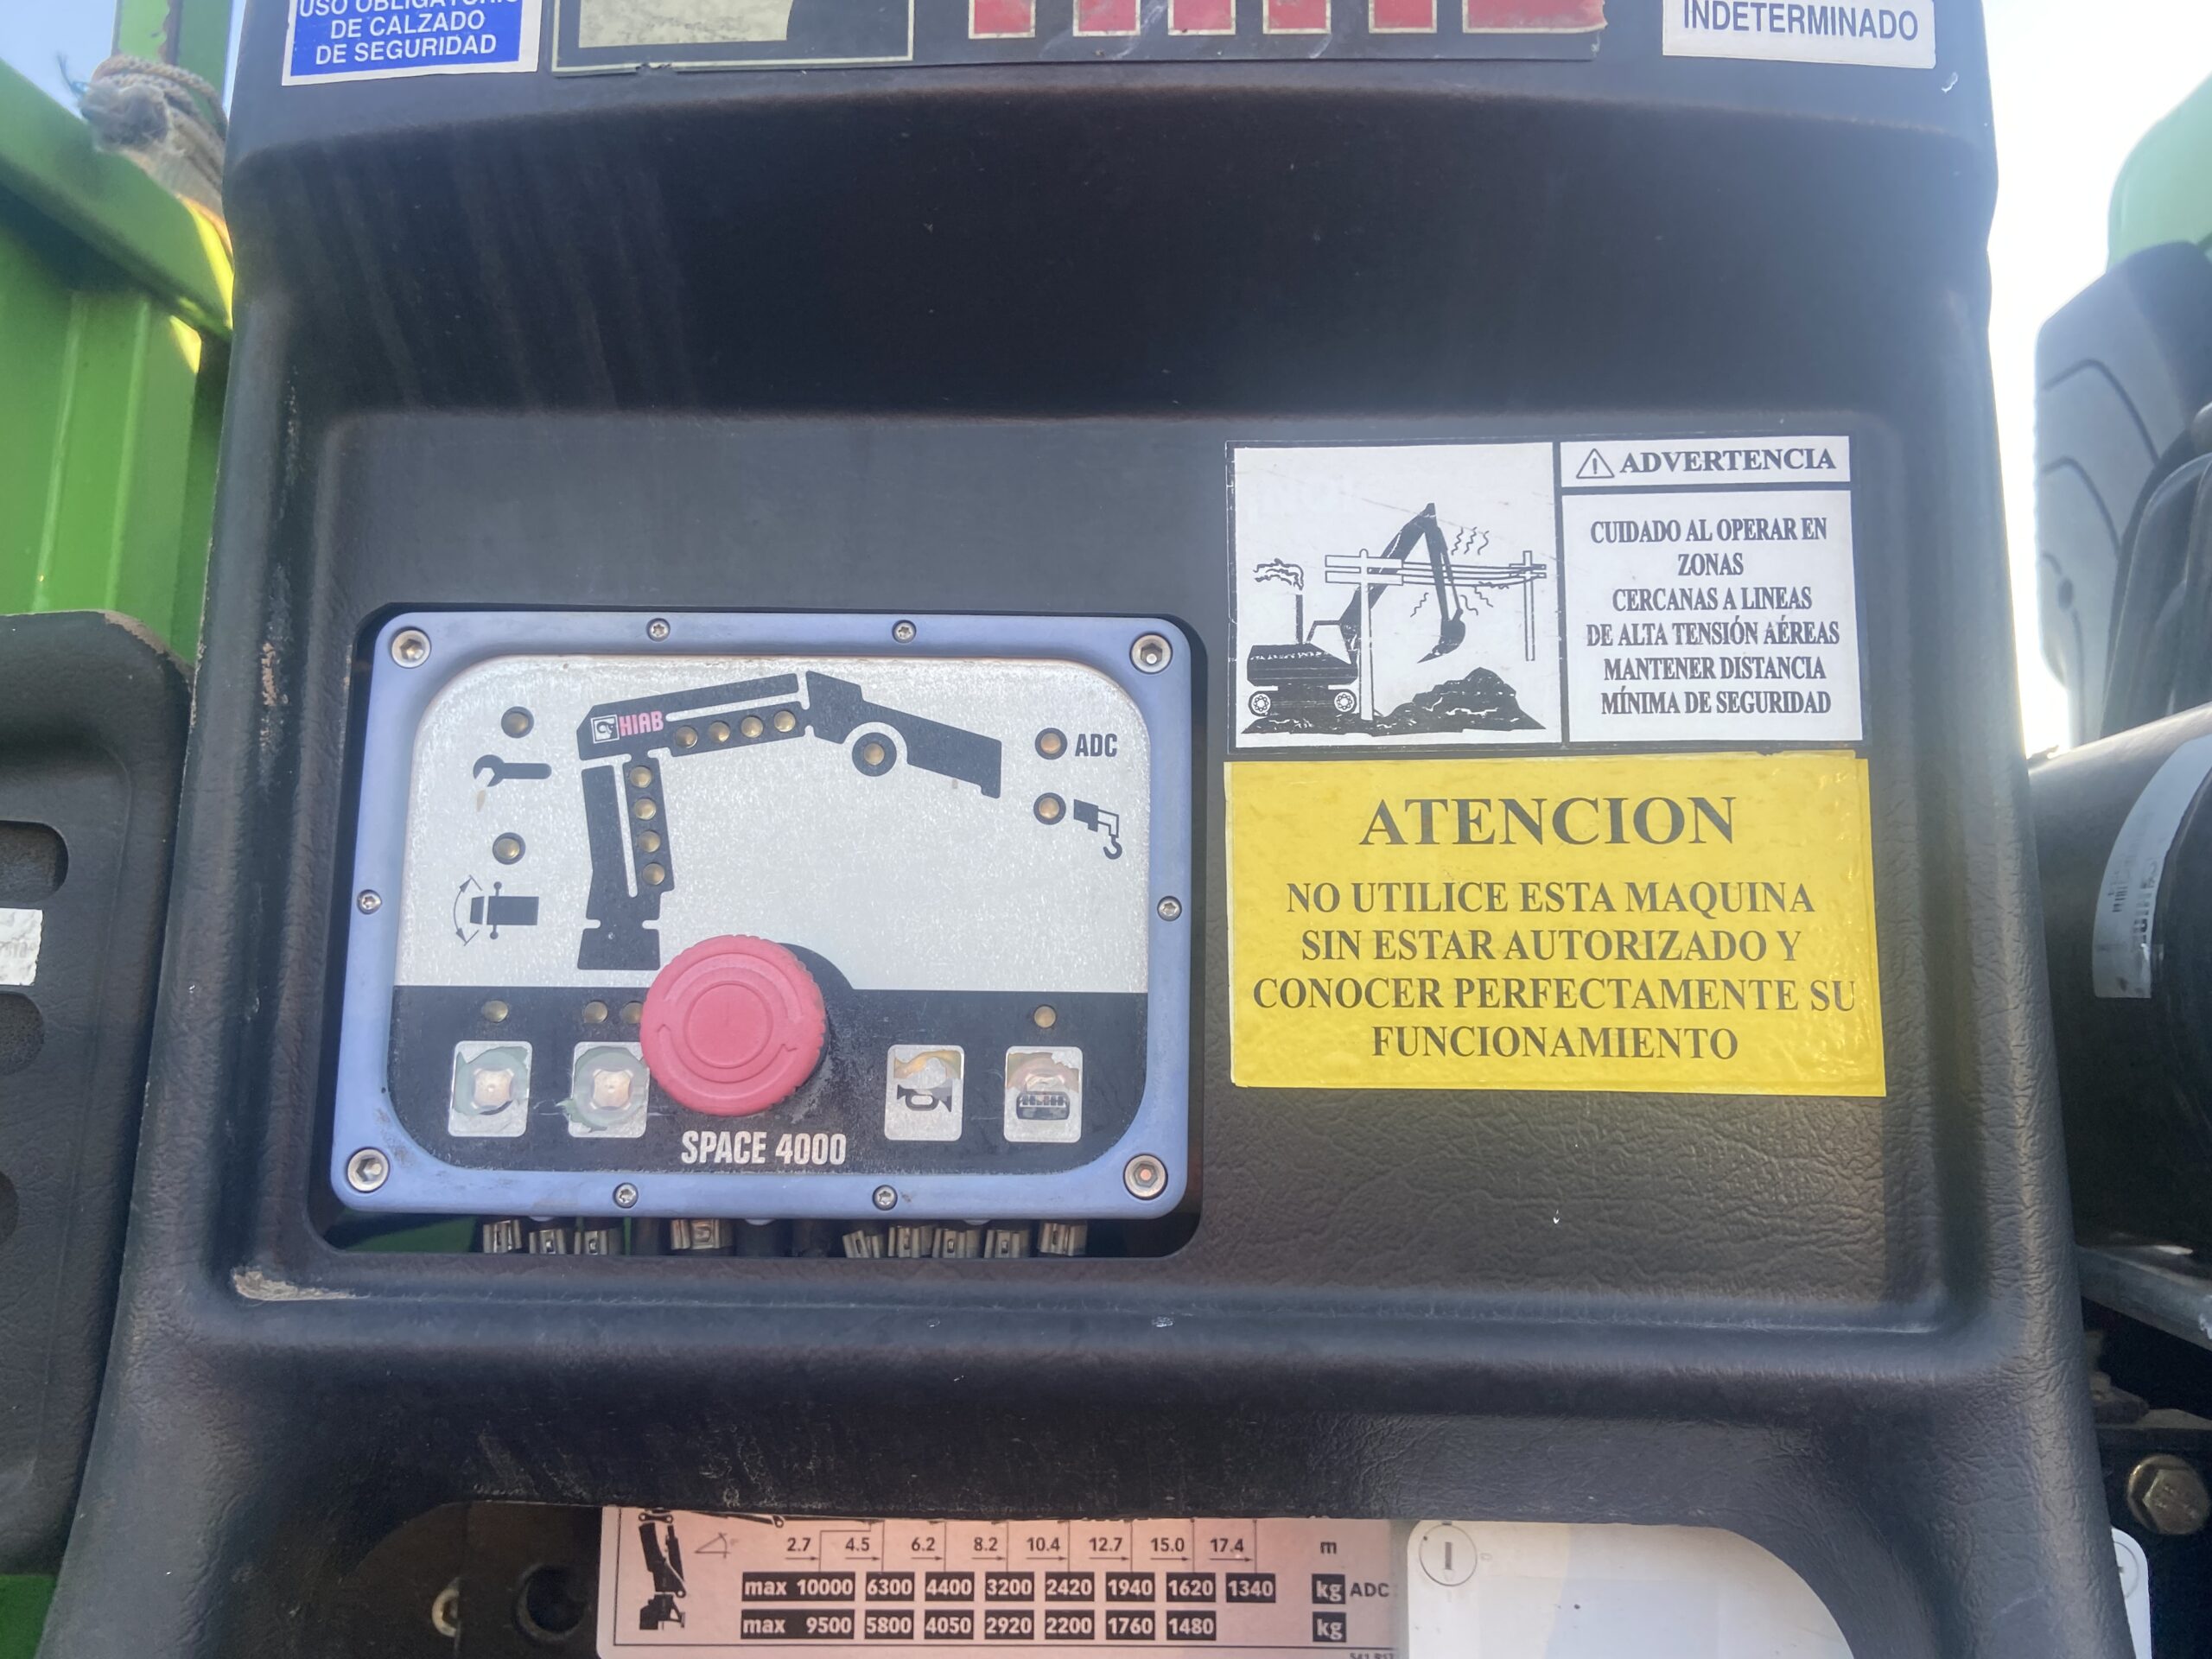 USO OBLIGATORIO
DE CALZADO
DE SEGURIDAD
INDETERMINADO
ADVERTENCIA
CUIDADO AL OPERAR EN
ZONAS
CERCANAS A LINEAS
DE ALTA TENSIÓN AÉREAS
MANTENER DISTANCIA
MÍNIMA DE SEGURIDAD
HIAB
ADC
SPACE 4000
ATENCION
NO UTILICE ESTA MAQUINA
SIN ESTAR AUTORIZADO Y
CONOCER PERFECTAMENTE SU
FUNCIONAMIENTO
2.7 4.5 6.2 8.2 10.4 12.7 15.0 17.4 m
max 10000 6300 4400 3200 2420 1940 1620 1340 kg ADC
max 9500 5800 4050 2920 2200 1760 1480 kg